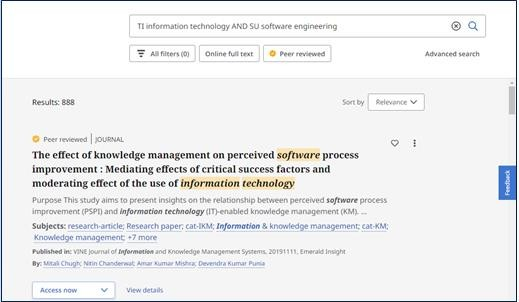 TI information technology AND SU software engineering
All filters (0)
Online full text
Peer reviewed
Advanced search
Results: 888
Sort by
Relevance
Peer reviewed | JOURNAL
The effect of knowledge management on perceived software process
improvement : Mediating effects of critical success factors and
moderating effect of the use of information technology
Purpose This study aims to present insights on the relationship between perceived software process
improvement (PSPI) and information technology (IT)-enabled knowledge management (KM). ...
Subjects: research-article; Research paper; cat-IKM; Information & knowledge management; cat-KM;
Knowledge management; +7 more
Published in: VINE Journal of Information and Knowledge Management Systems, 20191111, Emerald Insight
By: Mitali Chugh; Nitin Chanderwal; Amar Kumar Mishra; Devendra Kumar Punia
Access now
View details
Feedback